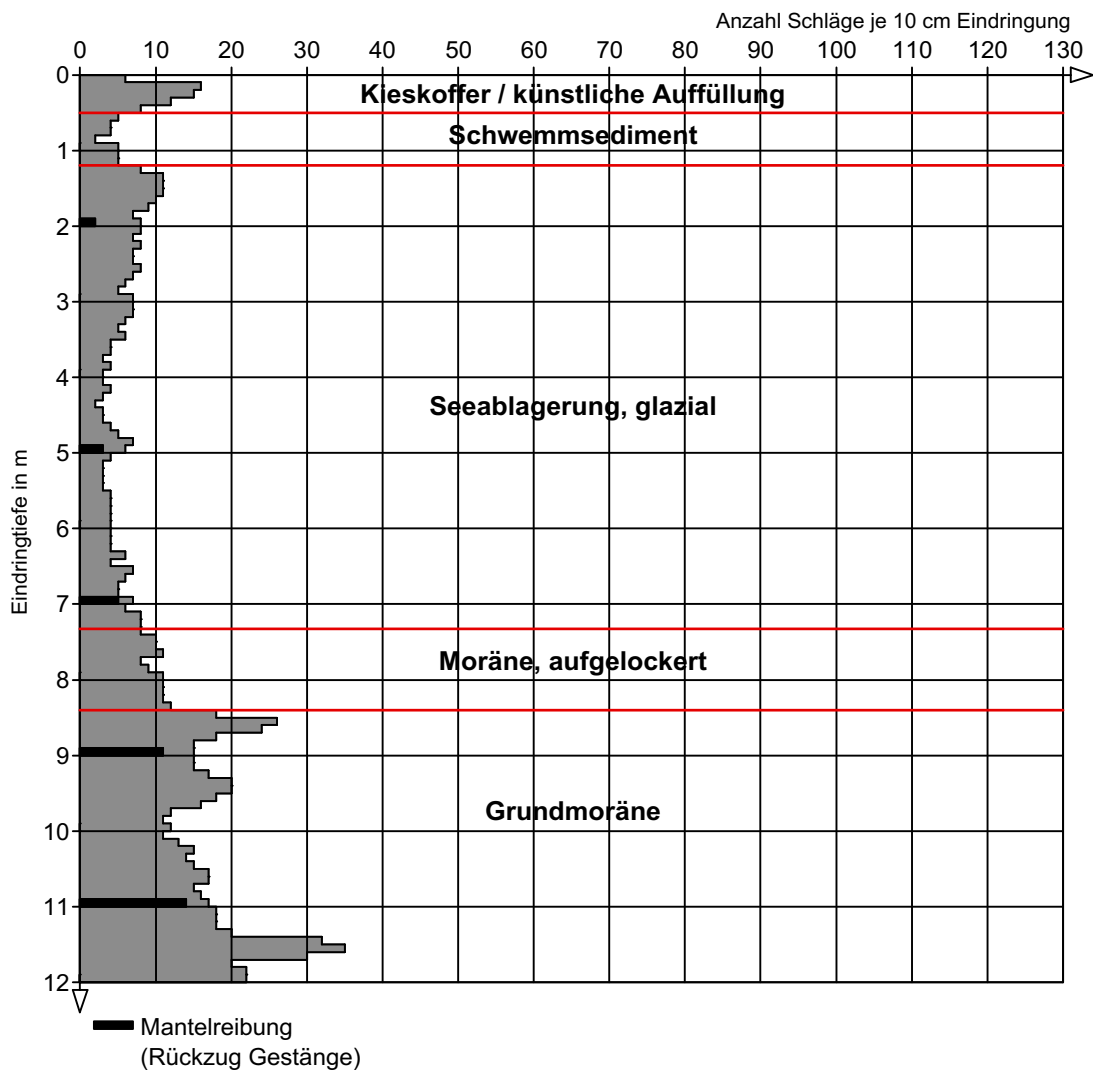 Anzahl Schläge je 10 cm Eindringung
0 10 20 30 40 50 60 70 80 90 100 110 120 130
0
Kieskoffer / künstliche Auffüllung
Schwemmsediment
1
2
3
4
Seeablagerung, glazial
5
Eindringtiefe in m
6
7
Moräne, aufgelockert
8
9
Grundmoräne
10
11
12
Mantelreibung
(Rückzug Gestänge)